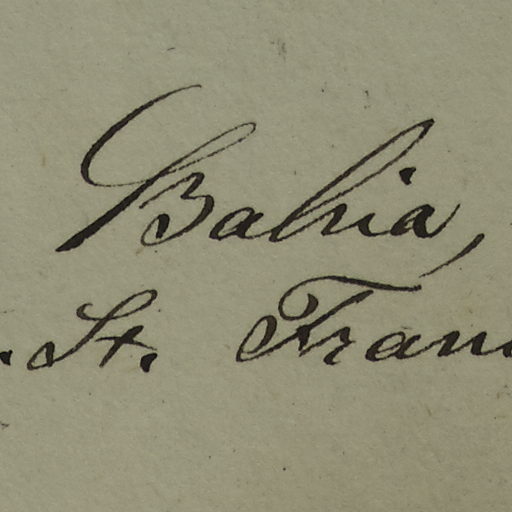 Bahia,
. St. Fran